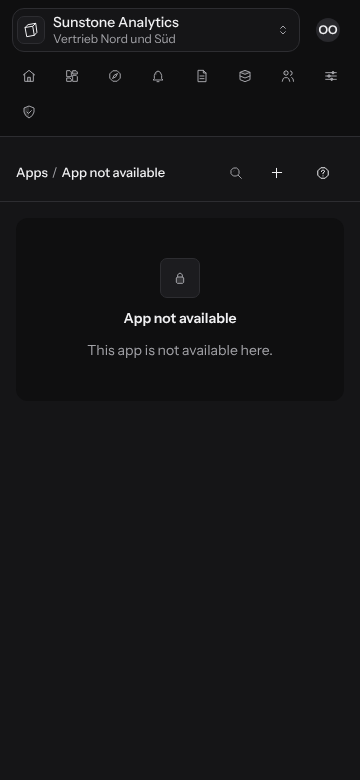 Sunstone Analytics
Vertrieb Nord und Süd
OO
Apps / App not available
App not available
This app is not available here.